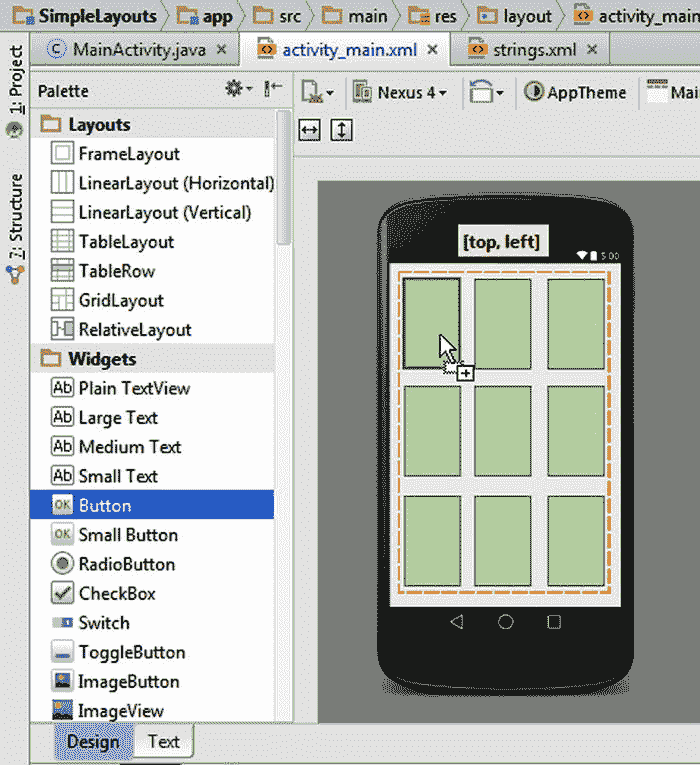 SimpleLayouts app src main res layout activity_main
MainActivity.java activity_main.xml strings.xml
1: Project
7: Structure
Palette
Nexus 4 AppTheme Mai
Layouts
FrameLayout
LinearLayout (Horizontal)
LinearLayout (Vertical)
TableLayout
TableRow
GridLayout
RelativeLayout
Widgets
Ab Plain TextView
Ab Large Text
Ab Medium Text
Ab Small Text
OK Button
OK Small Button
RadioButton
CheckBox
Switch
ToggleButton
ImageButton
ImageView
[top, left]
5:00
Design Text